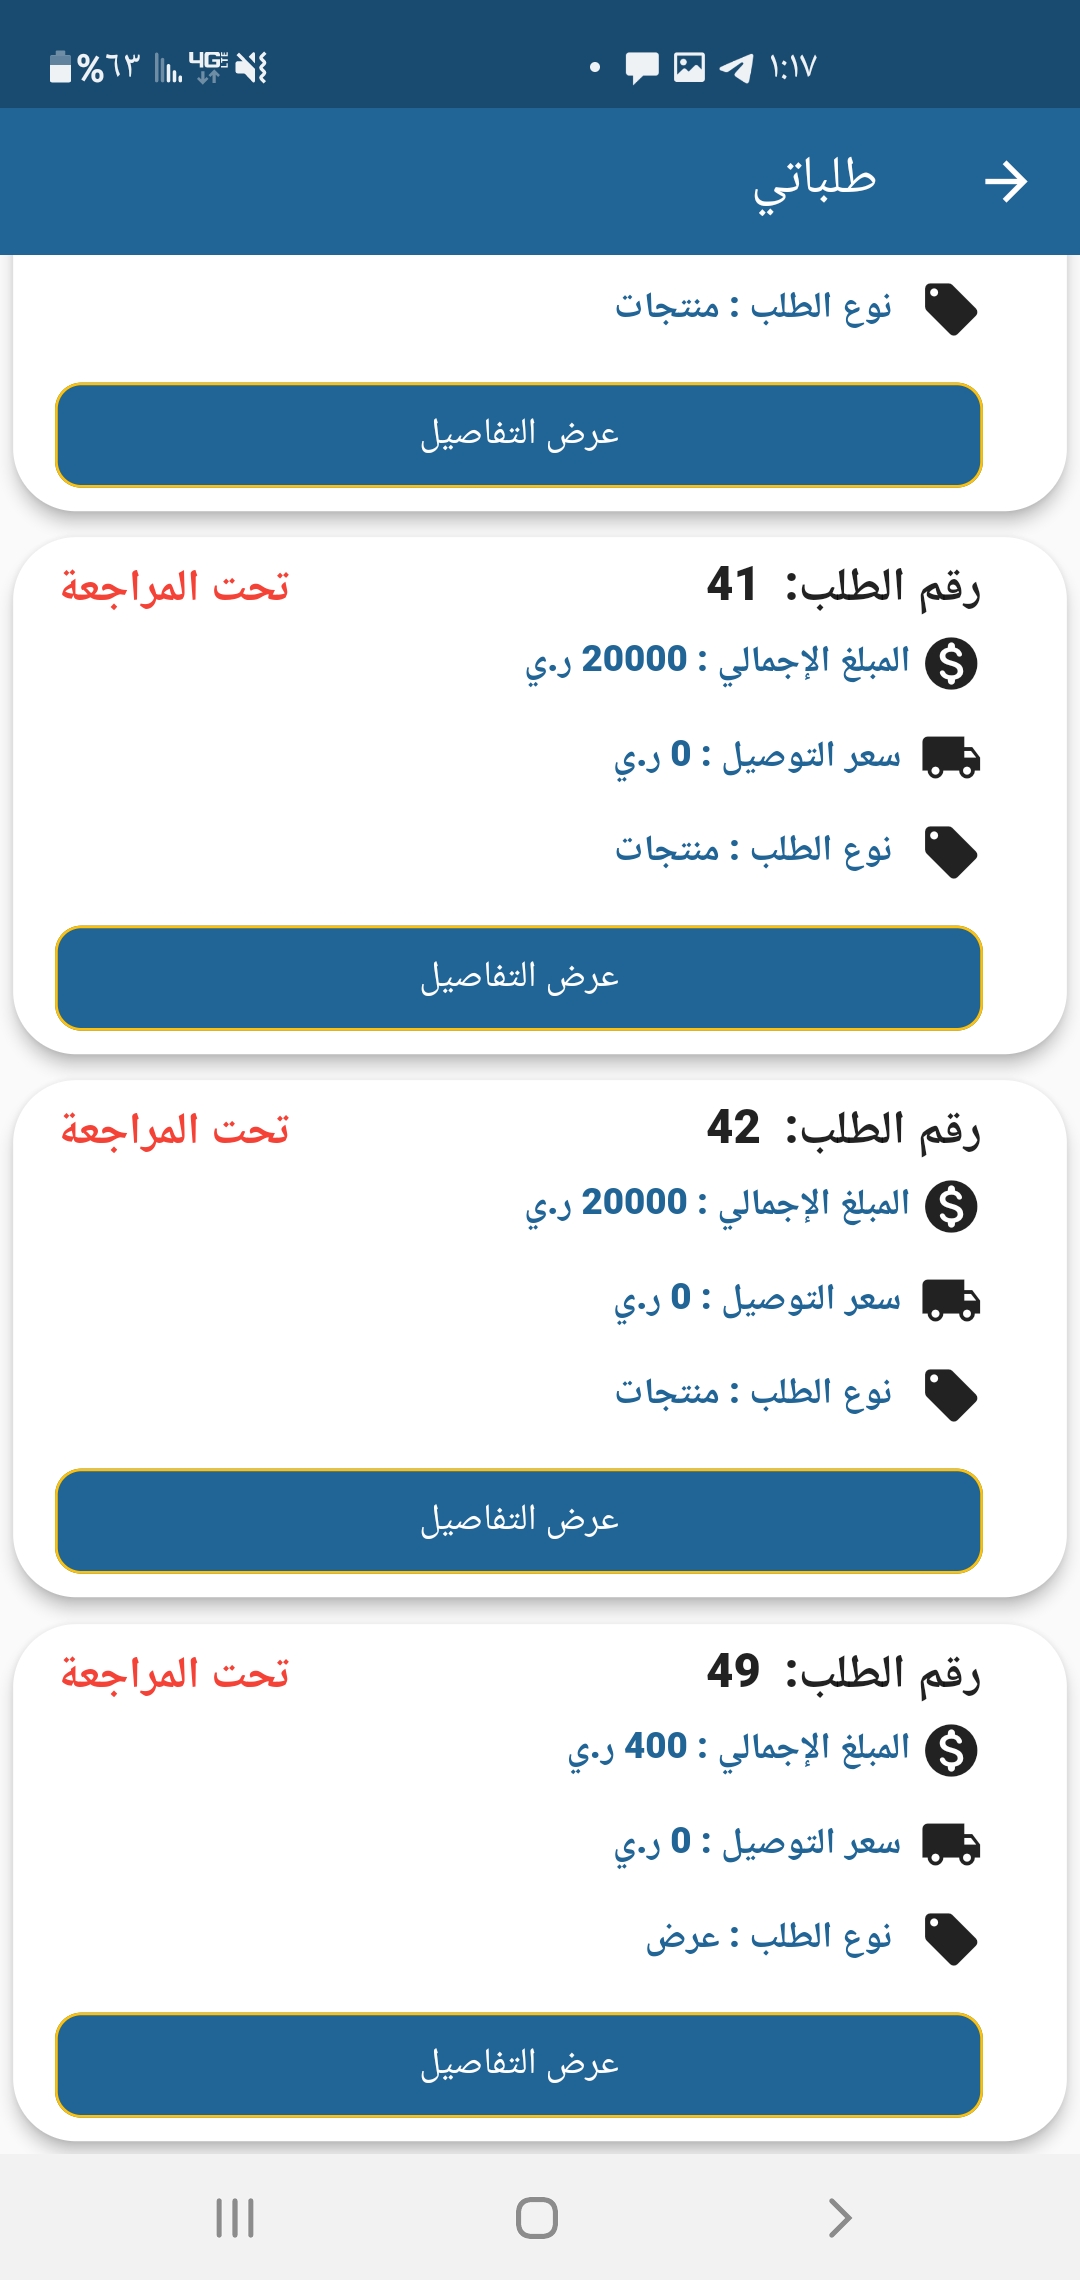 ١:١٧ %٦٣ 4G LTE
طلباتي
نوع الطلب : منتجات
عرض التفاصيل
رقم الطلب: 41 تحت المراجعة
المبلغ الإجمالي : 20000 ر.ي
سعر التوصيل : 0 ر.ي
نوع الطلب : منتجات
عرض التفاصيل
رقم الطلب: 42 تحت المراجعة
المبلغ الإجمالي : 20000 ر.ي
سعر التوصيل : 0 ر.ي
نوع الطلب : منتجات
عرض التفاصيل
رقم الطلب: 49 تحت المراجعة
المبلغ الإجمالي : 400 ر.ي
سعر التوصيل : 0 ر.ي
نوع الطلب : عرض
عرض التفاصيل